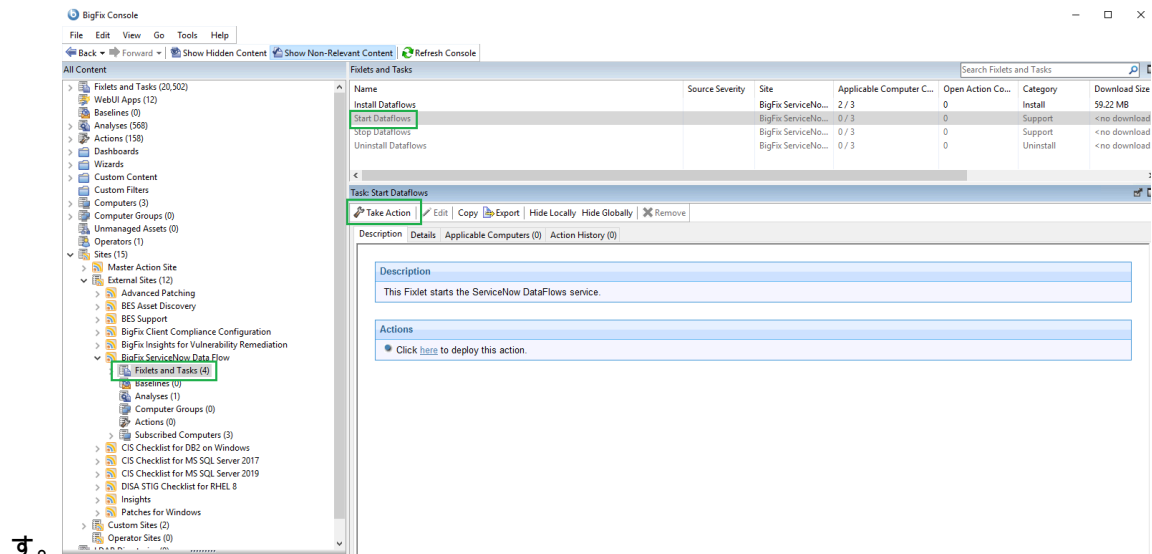 BigFix Console
File Edit View Go Tools Help
Back Forward Show Hidden Content Show Non-Relevant Content Refresh Console
All Content
Fixlets and Tasks (20,502)
WebUI Apps (12)
Baselines (0)
Analyses (568)
Actions (158)
Dashboards
Wizards
Custom Content
Custom Filters
Computers (3)
Computer Groups (0)
Unmanaged Assets (0)
Operators (1)
Sites (15)
Master Action Site
External Sites (12)
Advanced Patching
BES Asset Discovery
BES Support
BigFix Client Compliance Configuration
BigFix Insights for Vulnerability Remediation
BigFix ServiceNow Data Flow
Fixlets and Tasks (4)
Baselines (0)
Analyses (1)
Computer Groups (0)
Actions (0)
Subscribed Computers (3)
CIS Checklist for DB2 on Windows
CIS Checklist for MS SQL Server 2017
CIS Checklist for MS SQL Server 2019
DISA STIG Checklist for RHEL 8
Insights
Patches for Windows
Custom Sites (2)
Operator Sites (0)
Fixlets and Tasks
Search Fixlets and Tasks
Name Source Severity Site Applicable Computer C... Open Action Co... Category Download Size
Install Dataflows BigFix ServiceNo... 2 / 3 0 Install 59.22 MB
Start Dataflows BigFix ServiceNo... 0 / 3 0 Support <no download
Stop Dataflows BigFix ServiceNo... 0 / 3 0 Support <no download
Uninstall Dataflows BigFix ServiceNo... 0 / 3 0 Uninstall <no download
Task: Start Dataflows
Take Action Edit Copy Export Hide Locally Hide Globally Remove
Description Details Applicable Computers (0) Action History (0)
Description
This Fixlet starts the ServiceNow DataFlows service.
Actions
Click here to deploy this action.
す。